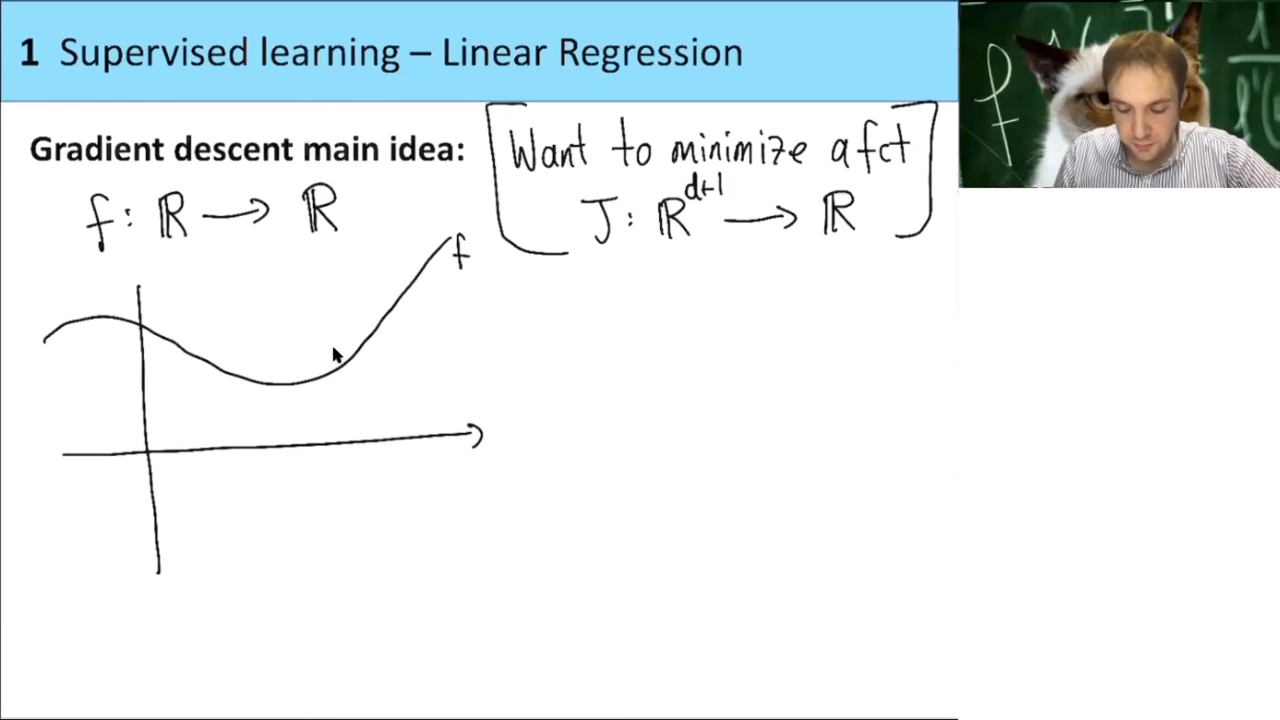 1 Supervised learning – Linear Regression
Gradient descent main idea:
Want to minimize a fct
J: ℝ^{d+1} ⟶ ℝ
f: ℝ ⟶ ℝ
f